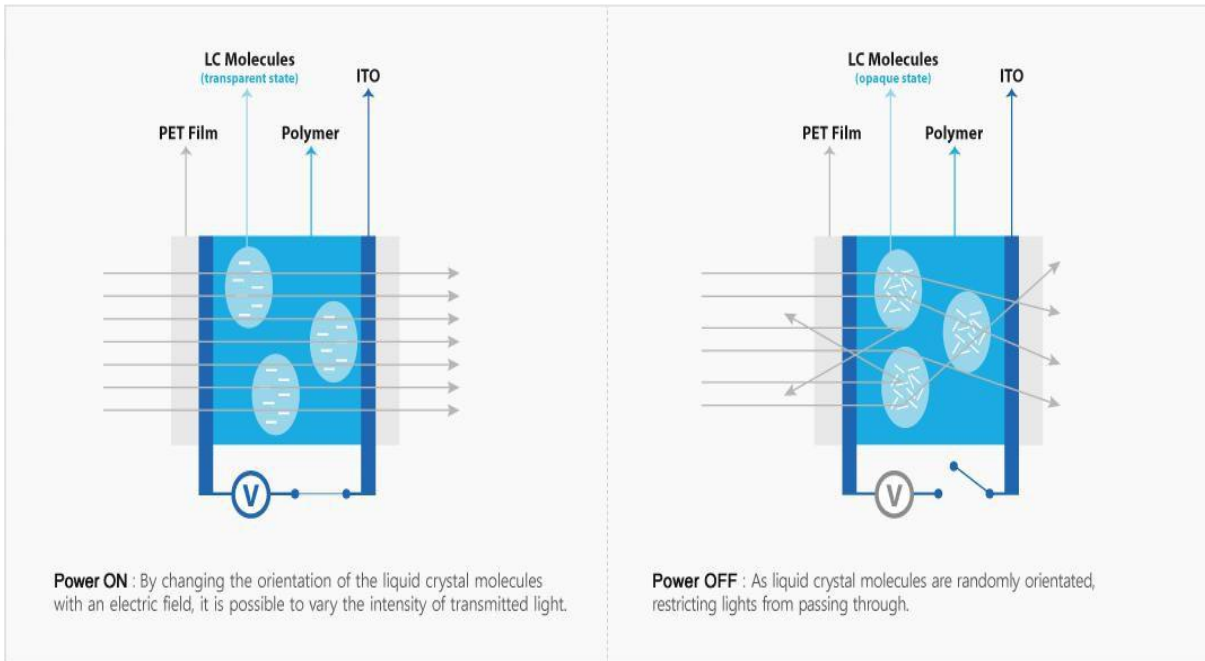 LC Molecules
(transparent state)
ITO
PET Film
Polymer
V
Power ON : By changing the orientation of the liquid crystal molecules
with an electric field, it is possible to vary the intensity of transmitted light.
LC Molecules
(opaque state)
ITO
PET Film
Polymer
V
Power OFF : As liquid crystal molecules are randomly orientated,
restricting lights from passing through.